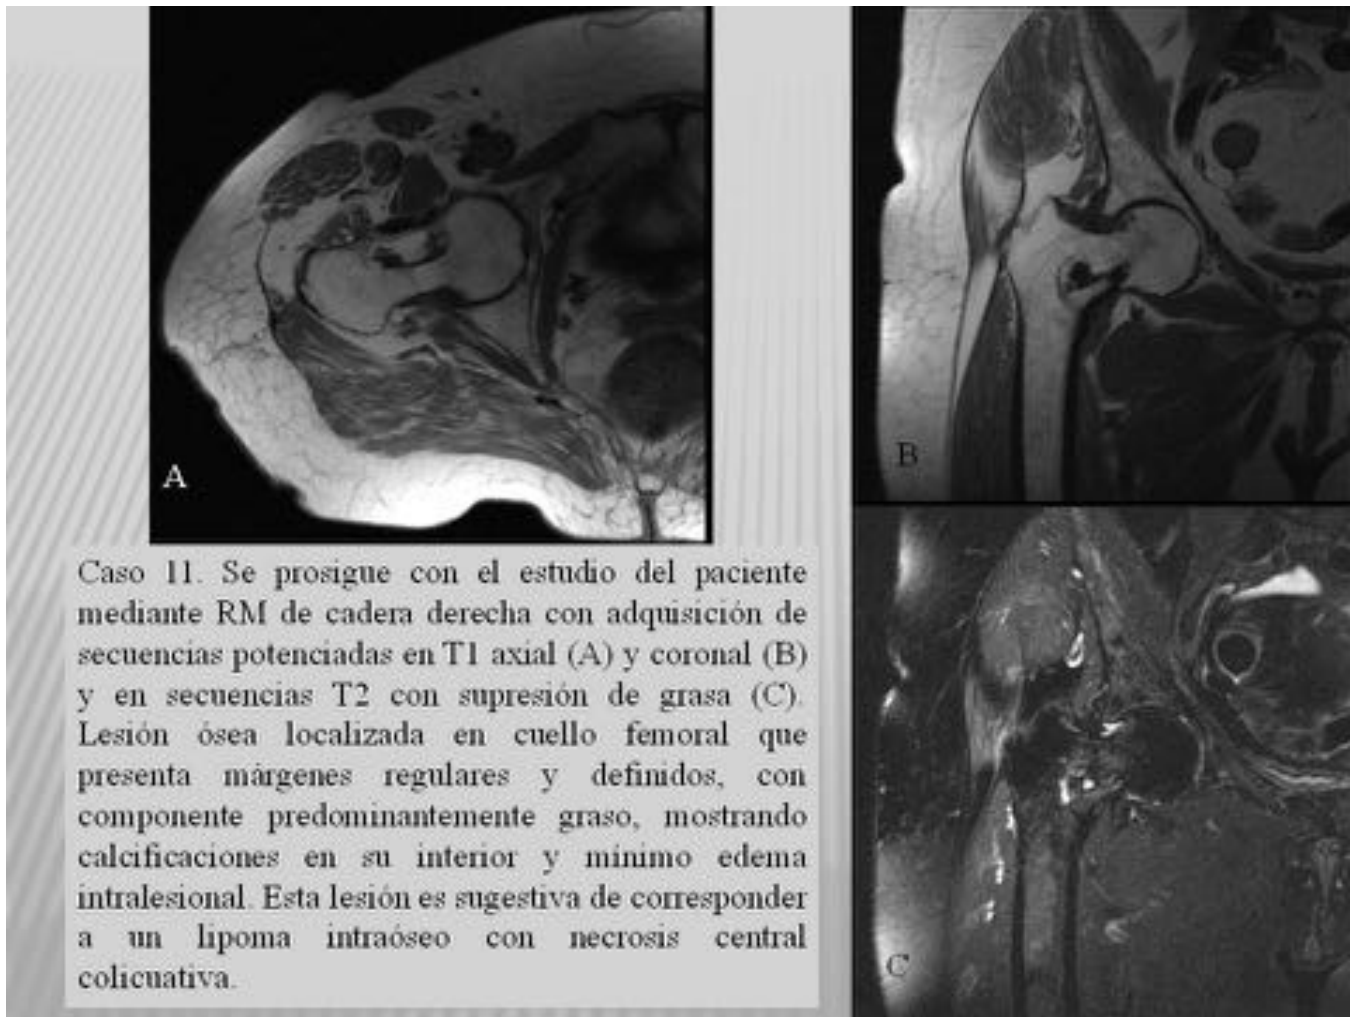 A
B
Caso 11. Se prosigue con el estudio del paciente
mediante RM de cadera derecha con adquisición de
secuencias potenciadas en T1 axial (A) y coronal (B)
y en secuencias T2 con supresión de grasa (C).
Lesión ósea localizada en cuello femoral que
presenta márgenes regulares y definidos, con
componente predominantemente graso, mostrando
calcificaciones en su interior y mínimo edema
intralesional. Esta lesión es sugestiva de corresponder
a un lipoma intraóseo con necrosis central
colicuativa.
C